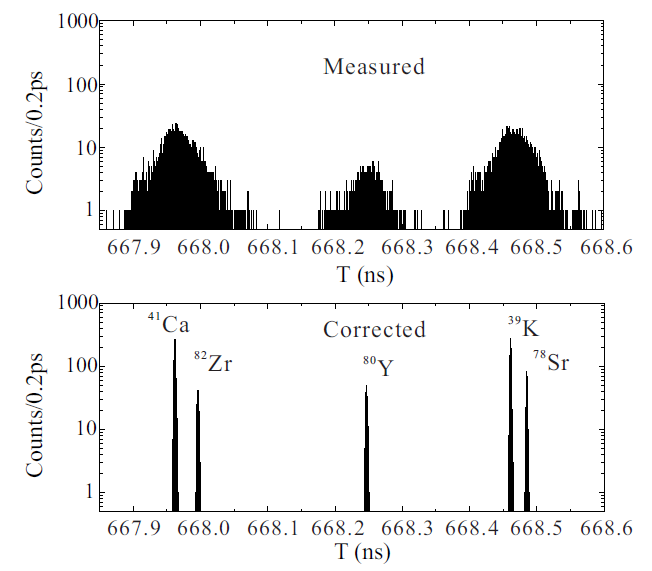 1000
Measured
100
10
1
Counts/0.2ps
667.9 668.0 668.1 668.2 668.3 668.4 668.5 668.6
T (ns)
1000
⁴¹Ca
Corrected
³⁹K
⁸²Zr
⁸⁰Y
⁷⁸Sr
100
10
1
Counts/0.2ps
667.9 668.0 668.1 668.2 668.3 668.4 668.5 668.6
T (ns)